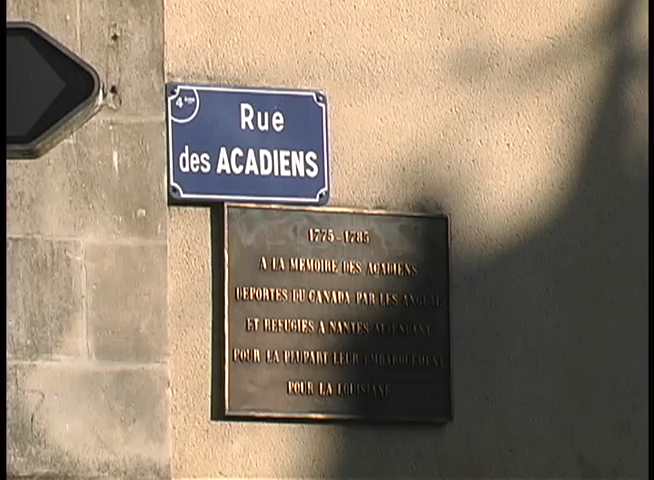 4ème
Rue
des ACADIENS
1775-1785
A LA MEMOIRE DES ACADIENS
DEPORTES DU CANADA PAR LES ANGLAIS
ET REFUGIES A NANTES ATTENDANT
POUR LA PLUPART LEUR EMBARQUEMENT
POUR LA LOUISIANE